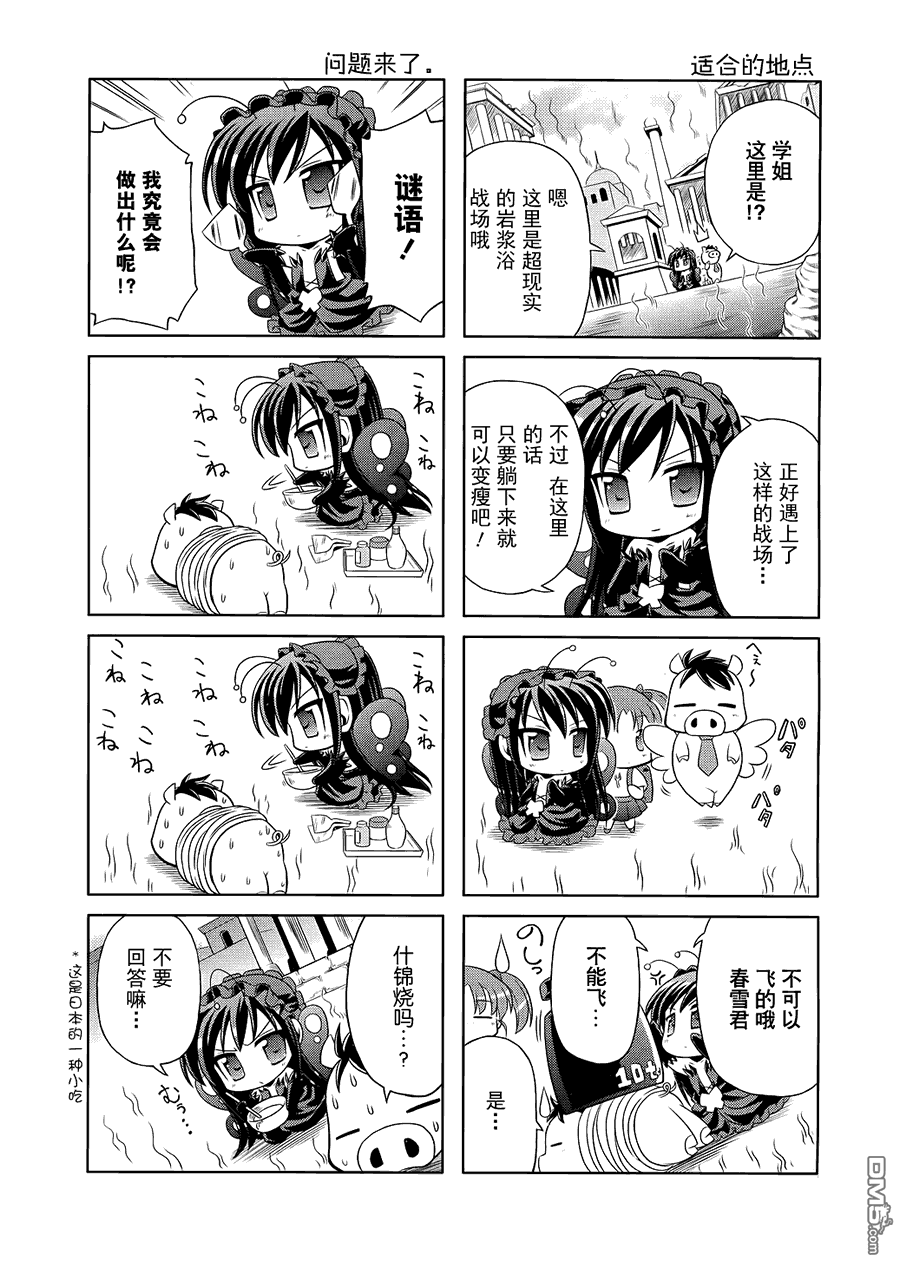 适合的地点
学姐
这里是!?
嗯
这里是超现实
的岩浆浴
战场哦
正好遇上了
这样的战场…
不过 在这里
的话
只要躺下来就
可以变瘦吧!
へぇ〜
パタ
パタ
不可以
飞的哦
春雪君
不能飞…
のしっ
10t
是…
问题来了。
谜语!
我究竟会
做出什么呢!?
こね
こね
こね
こね
こね
こね
こね
こね
こね
こね
こね
什锦烧吗…?
不要
回答嘛…
むぅ…
*这是日本的一种小吃
DM5.com